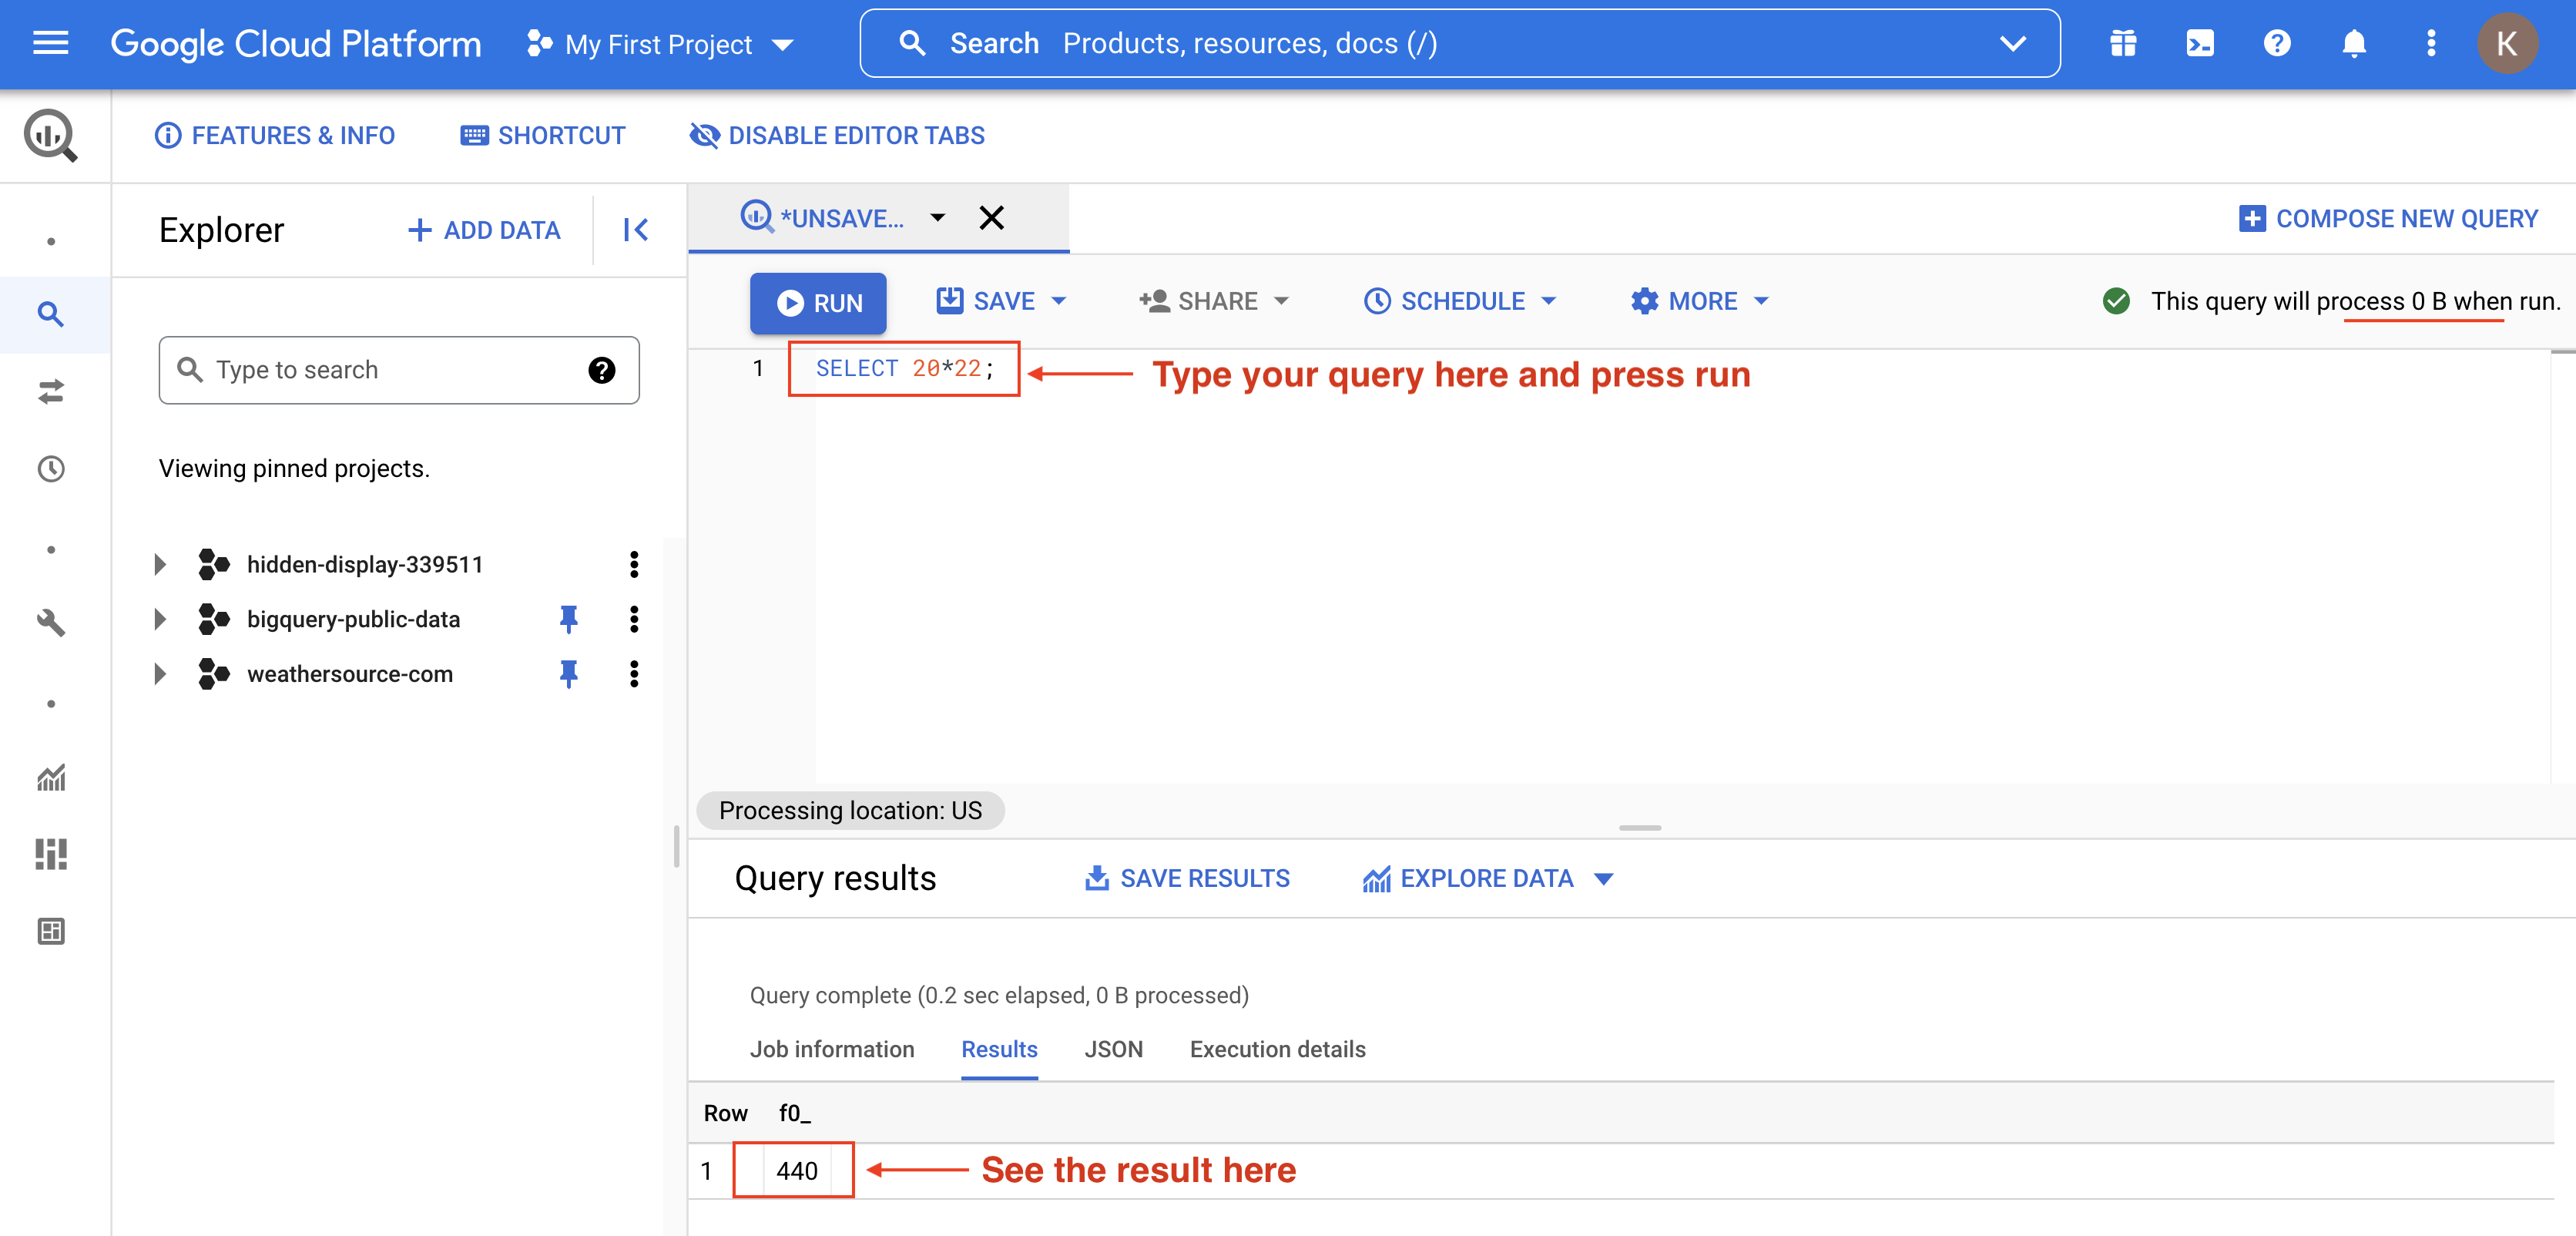 Google Cloud Platform My First Project Search Products, resources, docs (/) K
FEATURES & INFO SHORTCUT DISABLE EDITOR TABS
Explorer + ADD DATA
*UNSAVE... COMPOSE NEW QUERY
RUN SAVE SHARE SCHEDULE MORE This query will process 0 B when run.
Type to search
Viewing pinned projects.
hidden-display-339511
bigquery-public-data
weathersource-com
1 SELECT 20*22; Type your query here and press run
Processing location: US
Query results SAVE RESULTS EXPLORE DATA
Query complete (0.2 sec elapsed, 0 B processed)
Job information Results JSON Execution details
Row f0_
1 440 See the result here